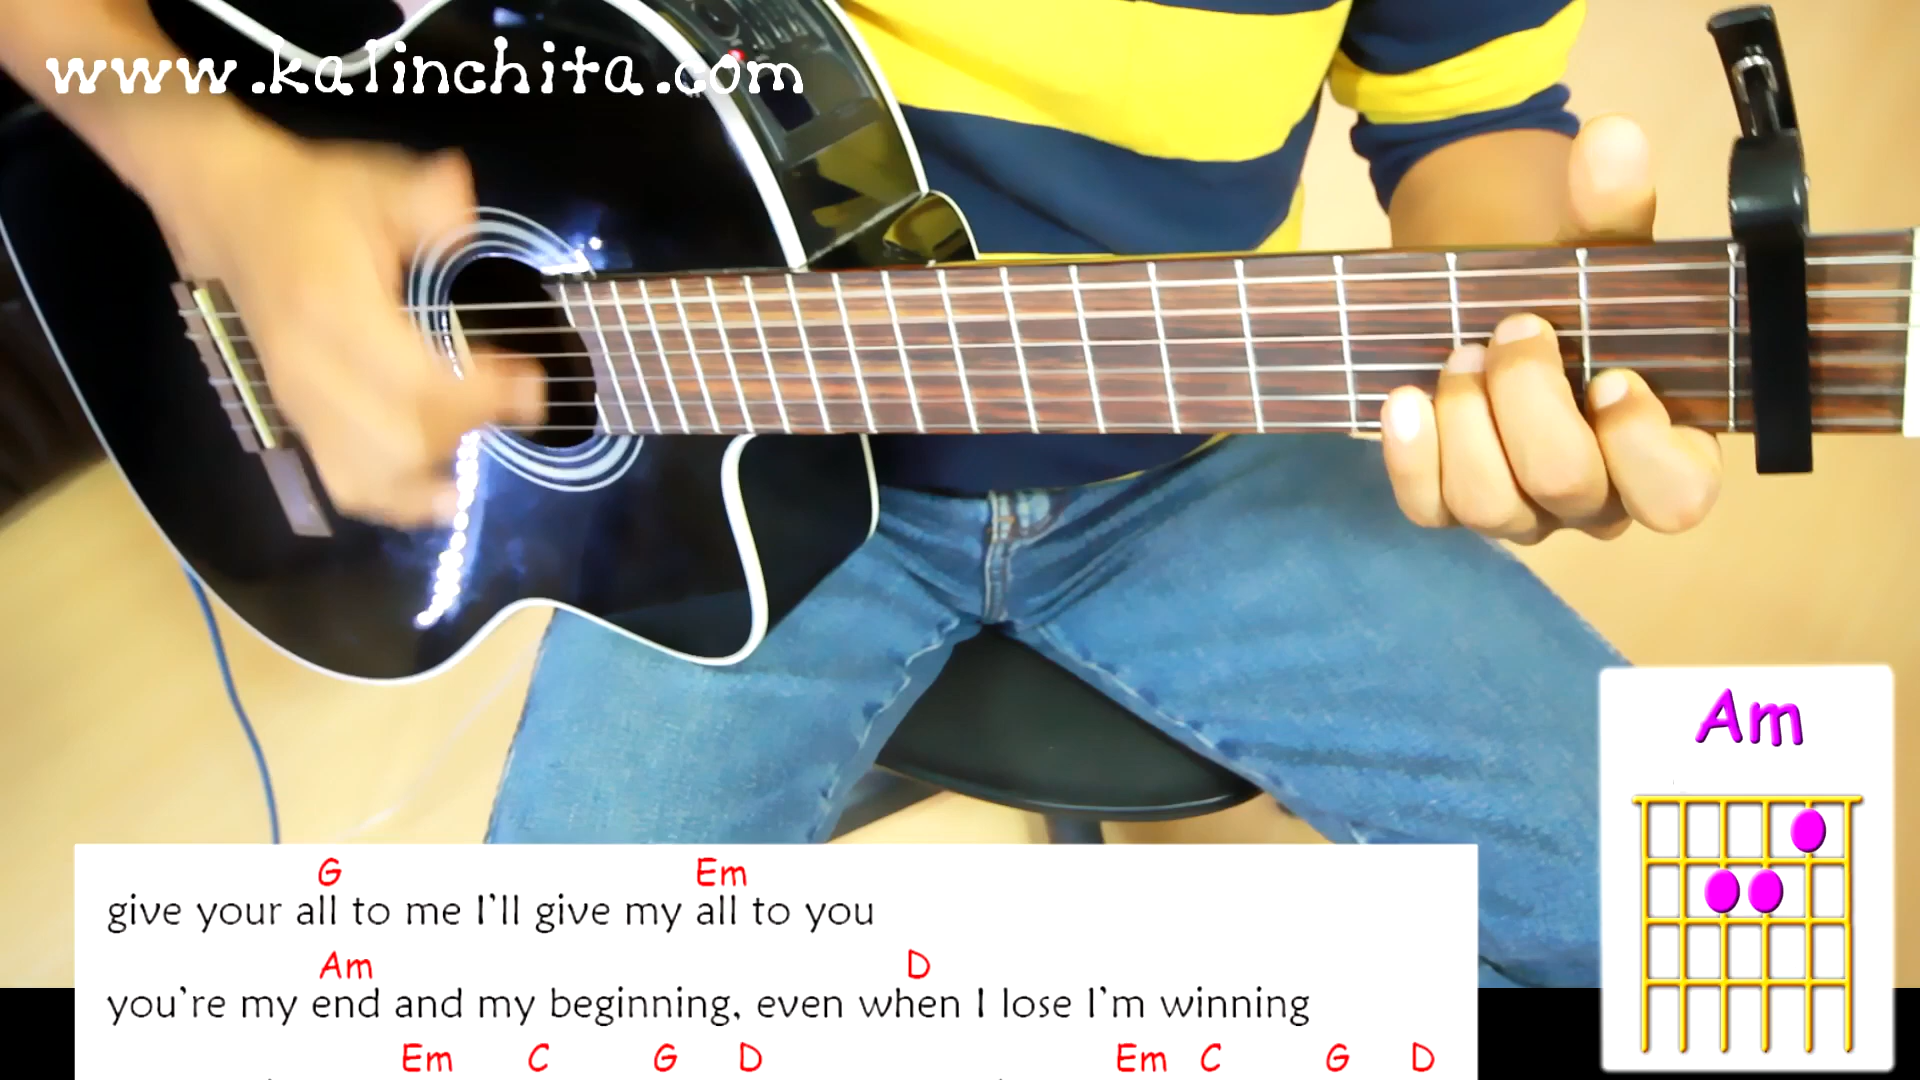 www.kalinchita.com
G Em
give your all to me I'll give my all to you
Am D
you're my end and my beginning, even when I lose I'm winning
Em C G D Em C G D
Am